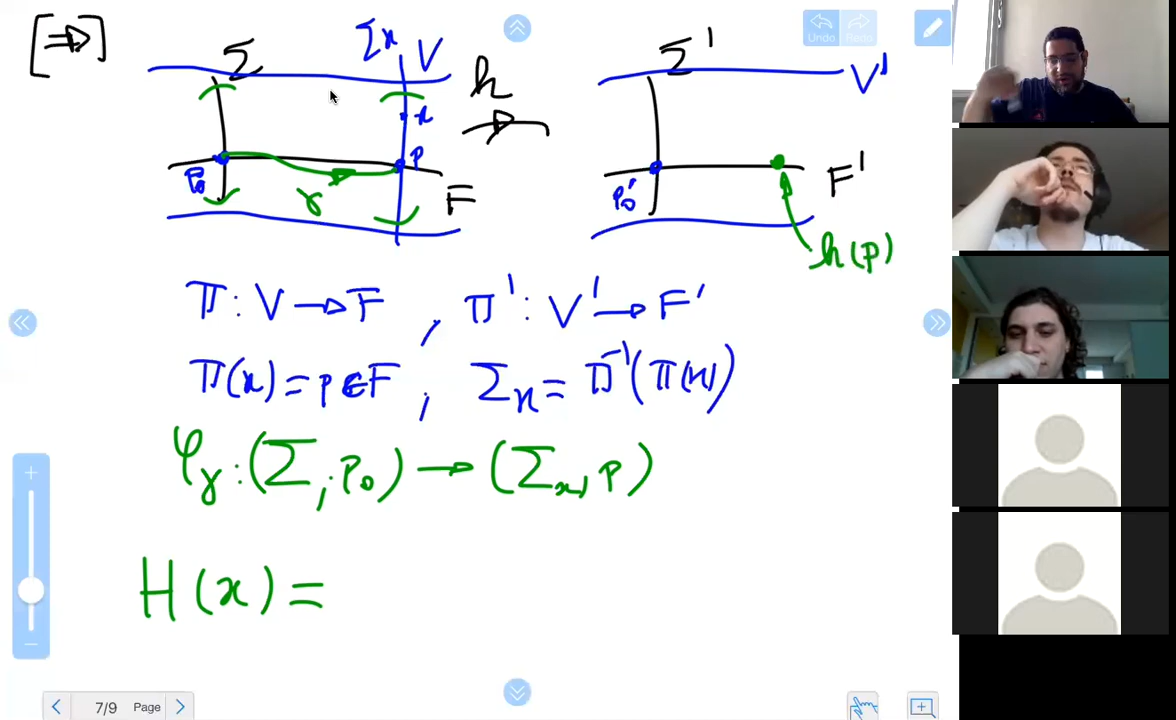 [⇒]
Σ
Σx
V
h
→
x
P
P₀
γ
F
Σ'
V'
P₀'
F'
h(p)
Undo Redo
π : V → F , π' : V' → F'
π(x) = p ∈ F , Σx = π⁻¹(π(x))
φγ : (Σ, P₀) → (Σx, P)
H(x) =
7/9 Page